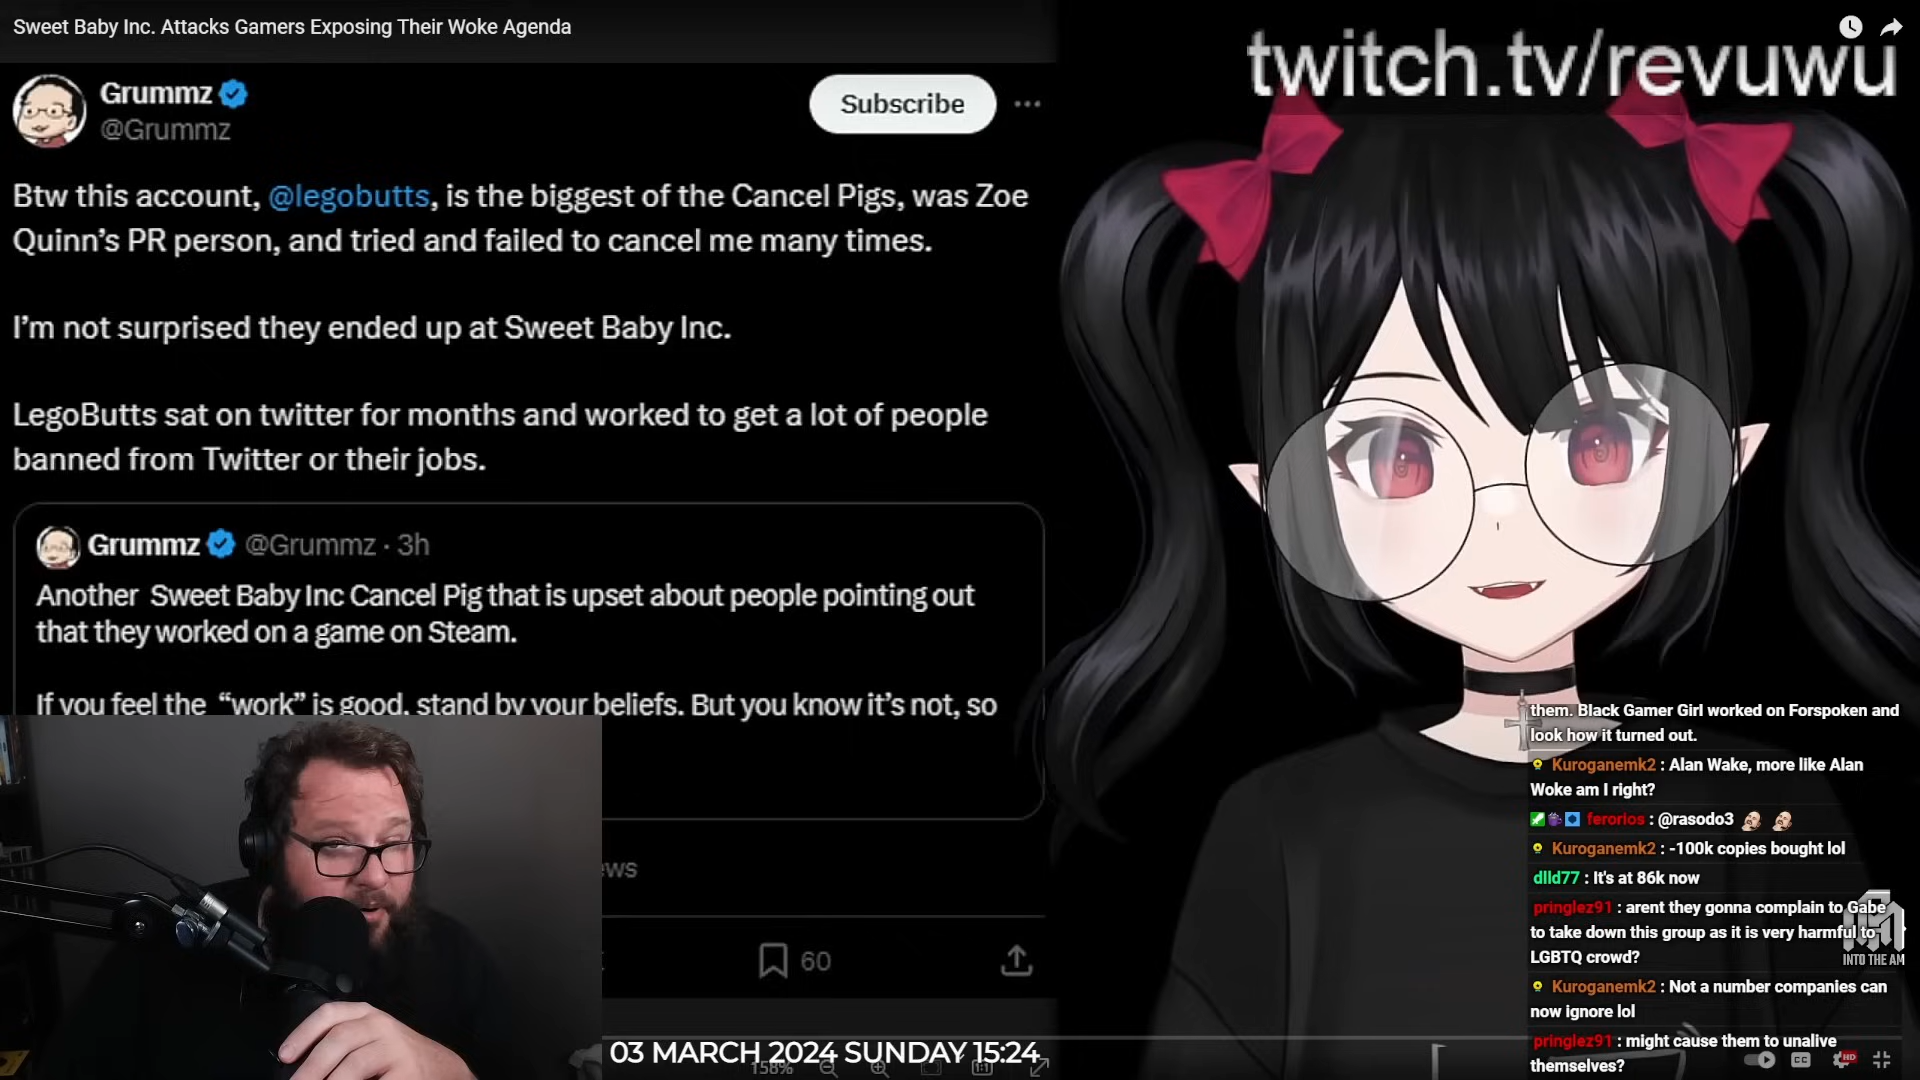 Sweet Baby Inc. Attacks Gamers Exposing Their Woke Agenda
twitch.tv/revuwu
Grummz
@Grummz
Subscribe
Btw this account, @legobutts, is the biggest of the Cancel Pigs, was Zoe
Quinn's PR person, and tried and failed to cancel me many times.
I'm not surprised they ended up at Sweet Baby Inc.
LegoButts sat on twitter for months and worked to get a lot of people
banned from Twitter or their jobs.
Grummz @Grummz · 3h
Another Sweet Baby Inc Cancel Pig that is upset about people pointing out
that they worked on a game on Steam.
If you feel the “work” is good, stand by your beliefs. But you know it's not, so
ews
60
03 MARCH 2024 SUNDAY 15:24
158%
them. Black Gamer Girl worked on Forspoken and
look how it turned out.
Kuroganemk2 : Alan Wake, more like Alan
Woke am I right?
ferorios : @rasodo3
Kuroganemk2 : -100k copies bought lol
dlld77 : It's at 86k now
pringlez91 : arent they gonna complain to Gabe
to take down this group as it is very harmful to
LGBTQ crowd?
Kuroganemk2 : Not a number companies can
now ignore lol
pringlez91 : might cause them to unalive
themselves?
INTO THE AM
CC
HD